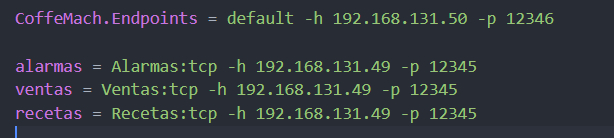 CoffeMach.Endpoints = default -h 192.168.131.50 -p 12346
alarmas = Alarmas:tcp -h 192.168.131.49 -p 12345
ventas = Ventas:tcp -h 192.168.131.49 -p 12345
recetas = Recetas:tcp -h 192.168.131.49 -p 12345